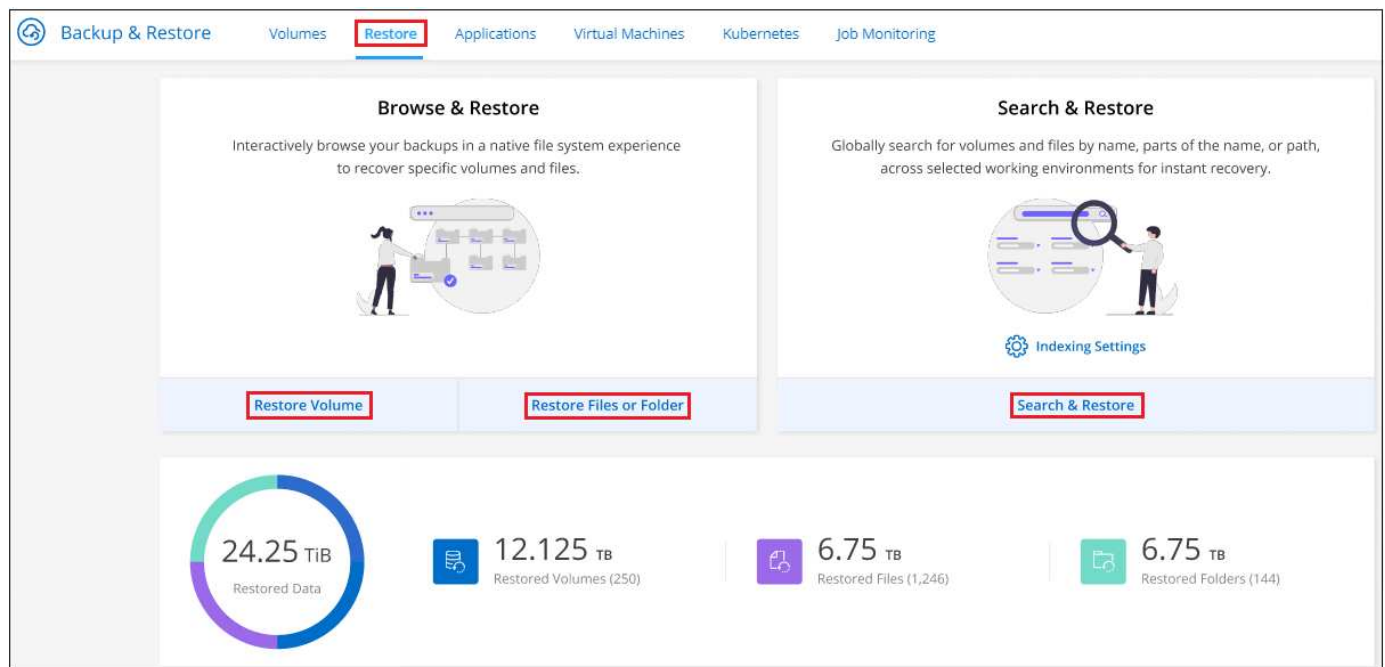 Backup & Restore Volumes Restore Applications Virtual Machines Kubernetes Job Monitoring
Browse & Restore
Interactively browse your backups in a native file system experience
to recover specific volumes and files.
Restore Volume
Restore Files or Folder
Search & Restore
Globally search for volumes and files by name, parts of the name, or path,
across selected working environments for instant recovery.
Indexing Settings
Search & Restore
24.25 TiB
Restored Data
12.125 TB
Restored Volumes (250)
6.75 TB
Restored Files (1,246)
6.75 TB
Restored Folders (144)